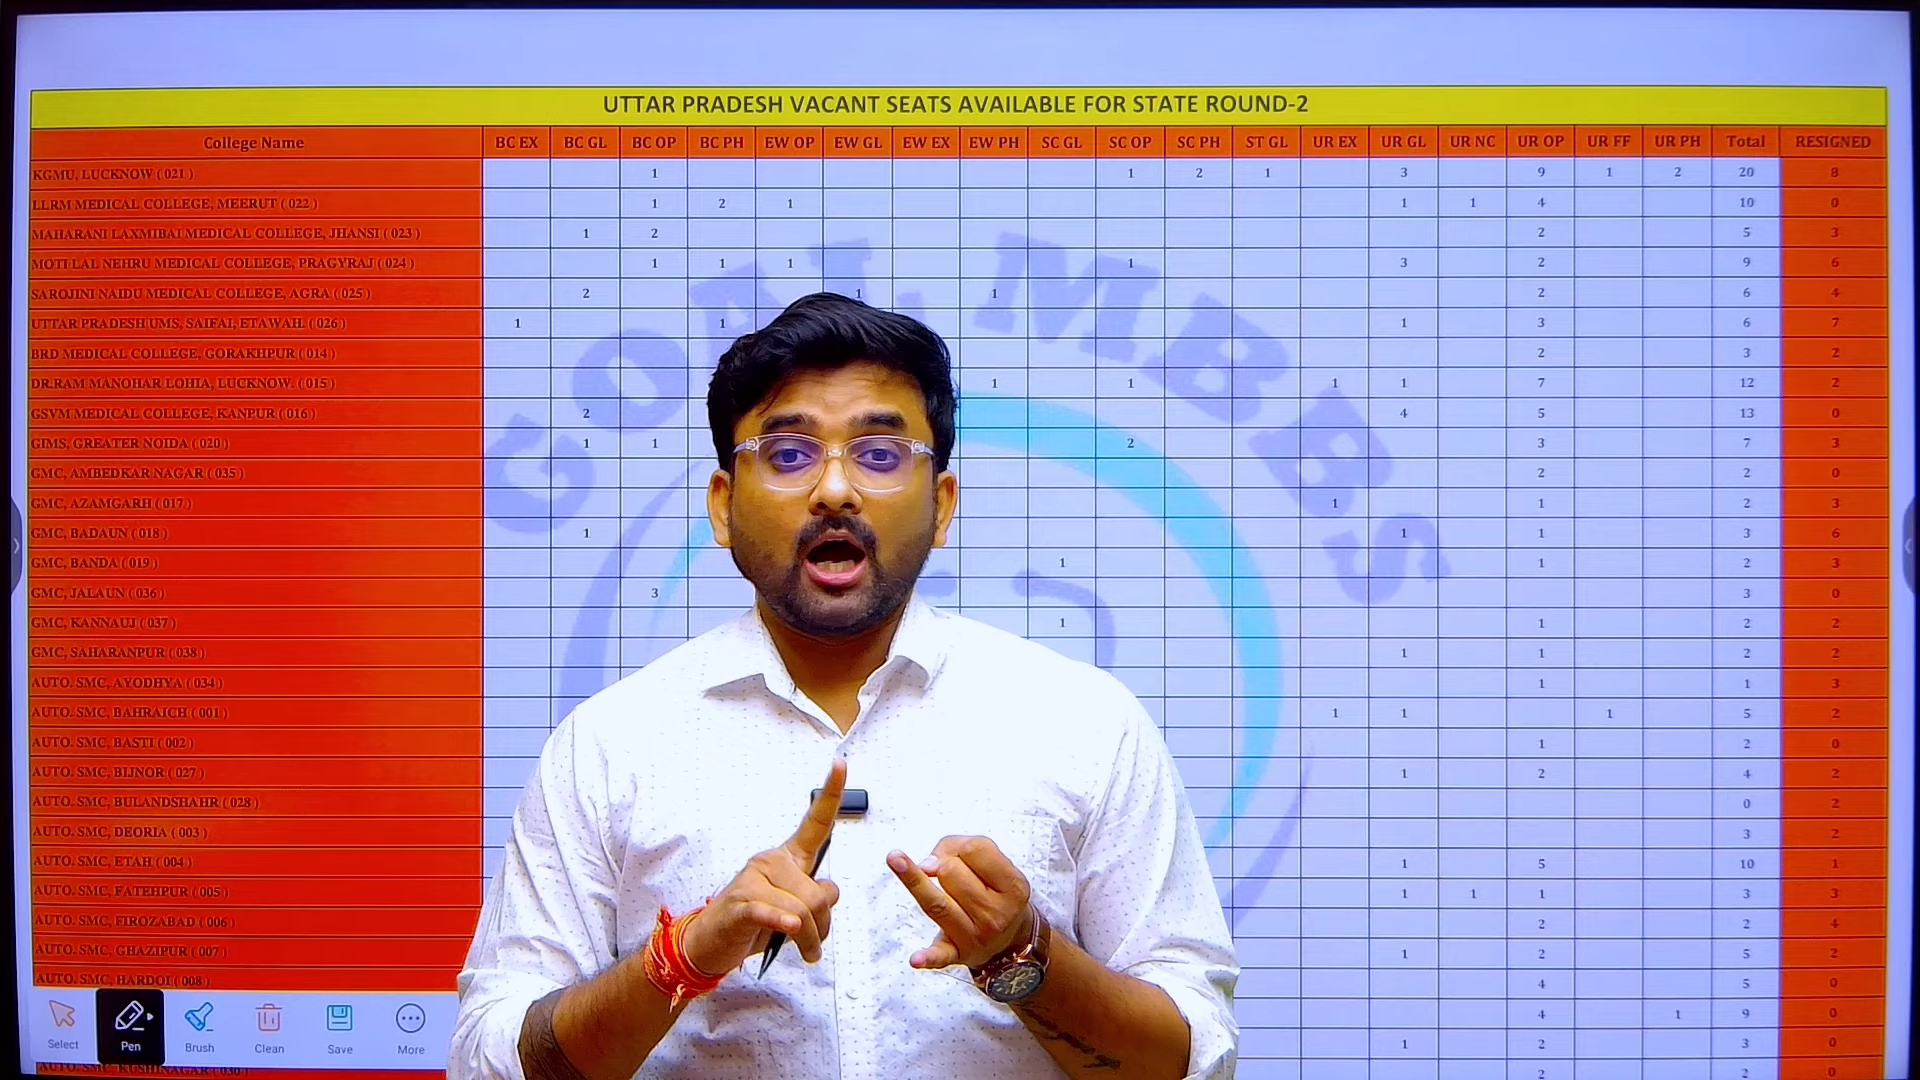 UTTAR PRADESH VACANT SEATS AVAILABLE FOR STATE ROUND-2
College Name BC EX BC GL BC OP BC PH EW OP EW GL EW EX EW PH SC GL SC OP SC PH ST GL UR EX UR GL UR NC UR OP UR FF UR PH Total RESIGNED
KGMU, LUCKNOW ( 021 ) 1 1 2 1 3 9 1 2 20 8
LLRM MEDICAL COLLEGE, MEERUT ( 022 ) 1 2 1 1 1 4 10 0
MAHARANI LAXMIBAI MEDICAL COLLEGE, JHANSI ( 023 ) 1 2 2 5 3
MOTI LAL NEHRU MEDICAL COLLEGE, PRAGYRAJ ( 024 ) 1 1 1 1 3 2 9 6
SAROJINI NAIDU MEDICAL COLLEGE, AGRA ( 025 ) 2 1 1 2 6 4
UTTAR PRADESH UMS, SAIFAI, ETAWAH. ( 026 ) 1 1 1 3 6 7
BRD MEDICAL COLLEGE, GORAKHPUR ( 014 ) 2 3 2
DR.RAM MANOHAR LOHIA, LUCKNOW. ( 015 ) 1 1 1 1 7 12 2
GSVM MEDICAL COLLEGE, KANPUR ( 016 ) 2 4 5 13 0
GIMS, GREATER NOIDA ( 020 ) 1 1 2 3 7 3
GMC, AMBEDKAR NAGAR ( 035 ) 2 2 0
GMC, AZAMGARH ( 017 ) 1 1 2 3
GMC, BADAUN ( 018 ) 1 1 1 3 6
GMC, BANDA ( 019 ) 1 1 2 3
GMC, JALAUN ( 036 ) 3 3 0
GMC, KANNAUJ ( 037 ) 1 1 2 2
GMC, SAHARANPUR ( 038 ) 1 1 2 2
AUTO. SMC, AYODHYA ( 034 ) 1 1 3
AUTO. SMC, BAHRAICH ( 001 ) 1 1 1 5 2
AUTO. SMC, BASTI ( 002 ) 1 2 0
AUTO. SMC, BIJNOR ( 027 ) 1 2 4 2
AUTO. SMC, BULANDSHAHR ( 028 ) 0 2
AUTO. SMC, DEORIA ( 003 ) 3 2
AUTO. SMC, ETAH ( 004 ) 1 5 10 1
AUTO. SMC, FATEHPUR ( 005 ) 1 1 1 3 3
AUTO. SMC, FIROZABAD ( 006 ) 2 2 4
AUTO. SMC, GHAZIPUR ( 007 ) 1 2 5 2
AUTO. SMC, HARDOI ( 008 ) 4 5 0
4 1 9 0
1 2 3 0
AUTO. SMC, KUSHINAGAR ( 030 ) 2 2 0
GOAL MBBS
Select Pen Brush Clean Save More